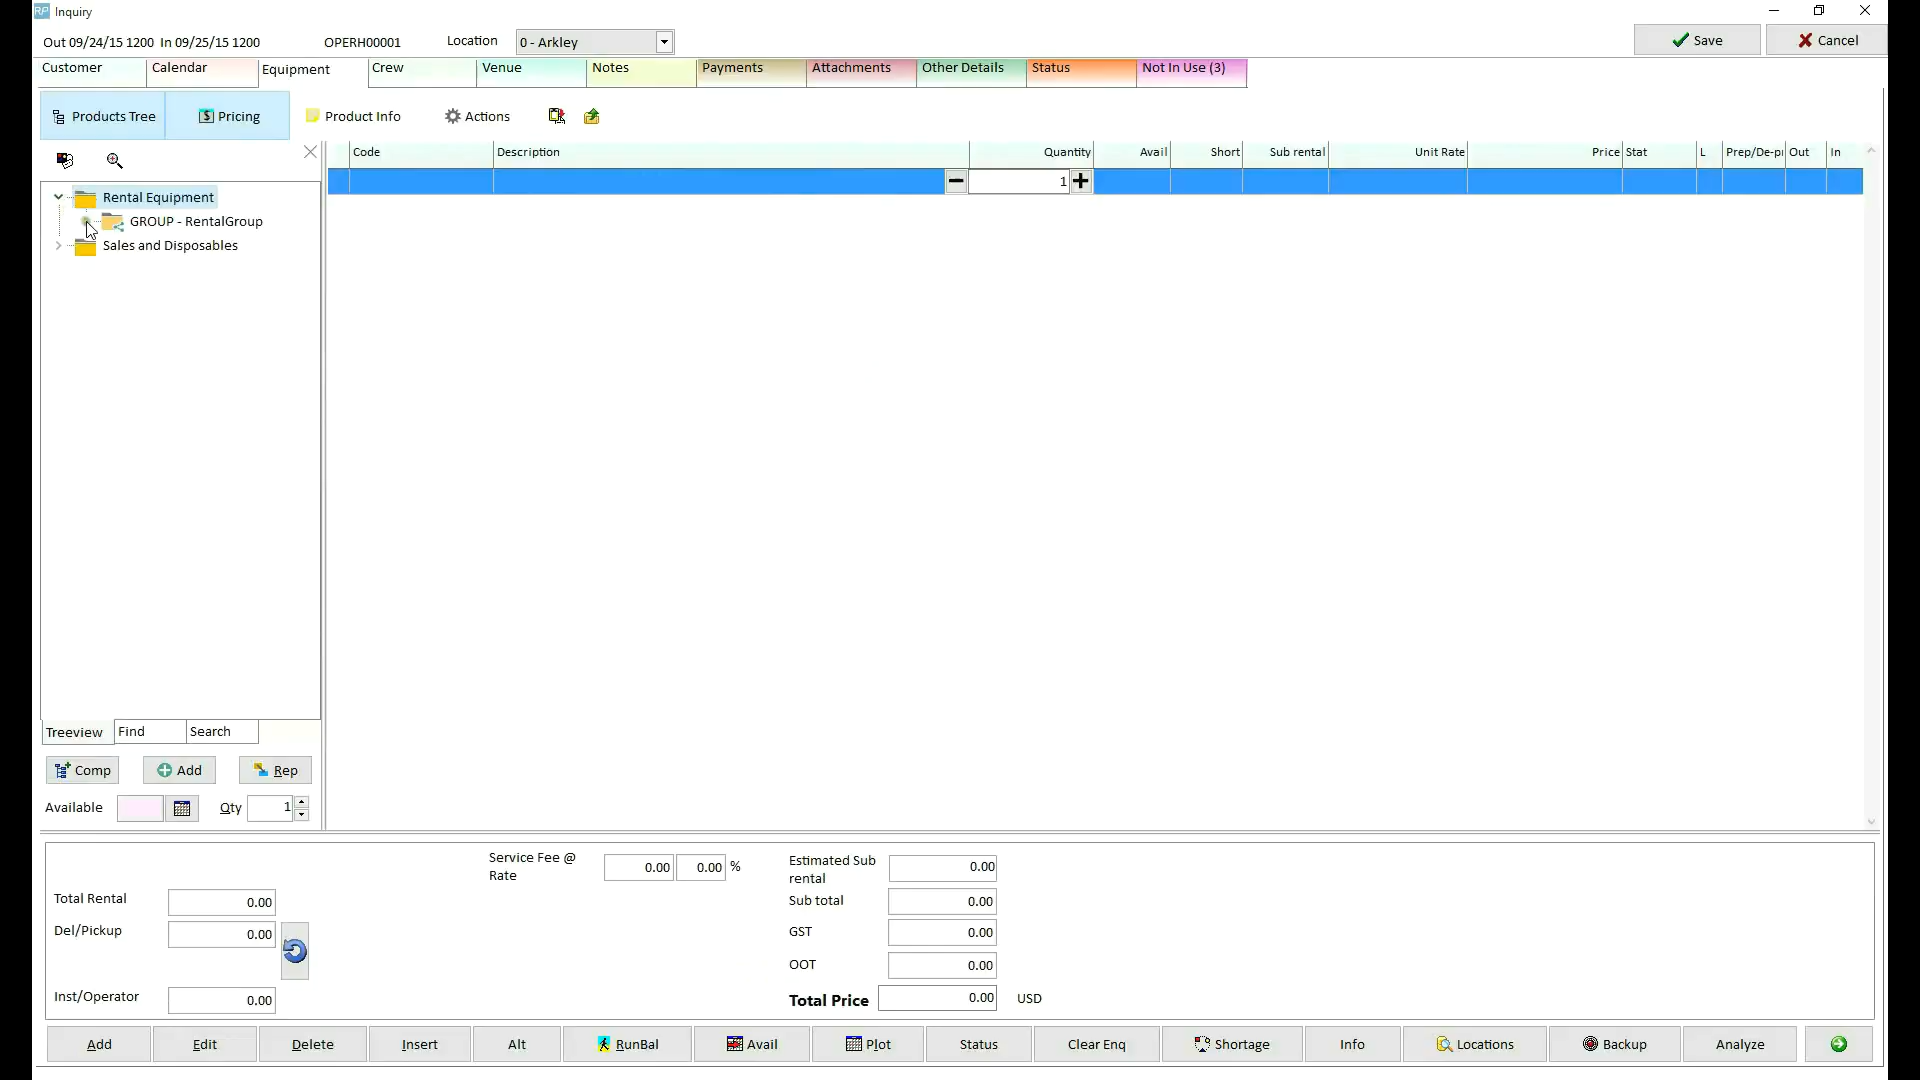 RP Inquiry
Out 09/24/15 1200 In 09/25/15 1200 OPERH00001 Location 0 - Arkley Save Cancel
Customer Calendar Equipment Crew Venue Notes Payments Attachments Other Details Status Not In Use (3)
Products Tree Pricing Product Info Actions
Code Description Quantity Avail Short Sub rental Unit Rate Price Stat L Prep/De-p Out In
1
Rental Equipment
GROUP - RentalGroup
Sales and Disposables
Treeview Find Search
Comp Add Rep
Available Qty 1
Service Fee @
Rate
0.00 0.00 %
Estimated Sub
rental
0.00
Total Rental 0.00
Sub total 0.00
Del/Pickup 0.00
GST 0.00
OOT 0.00
Inst/Operator 0.00
Total Price 0.00 USD
Add Edit Delete Insert Alt RunBal Avail Plot Status Clear Enq Shortage Info Locations Backup Analyze